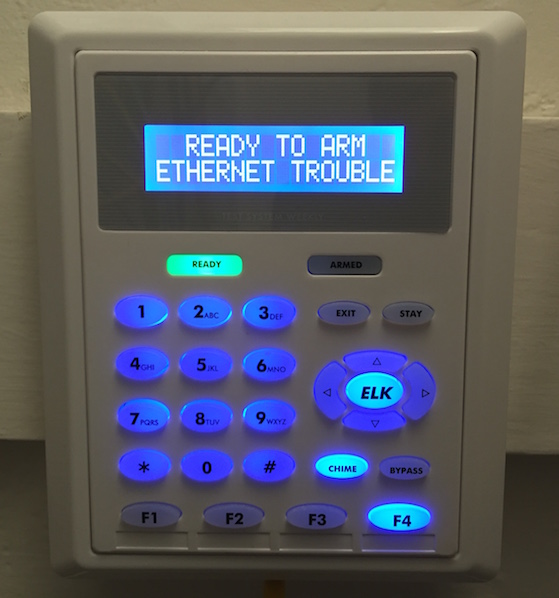 READY TO ARM
ETHERNET TROUBLE
READY ARMED
1 2ABC 3DEF EXIT STAY
4GHI 5JKL 6MNO ELK
7PQRS 8TUV 9WXYZ
* 0 # CHIME BYPASS
F1 F2 F3 F4